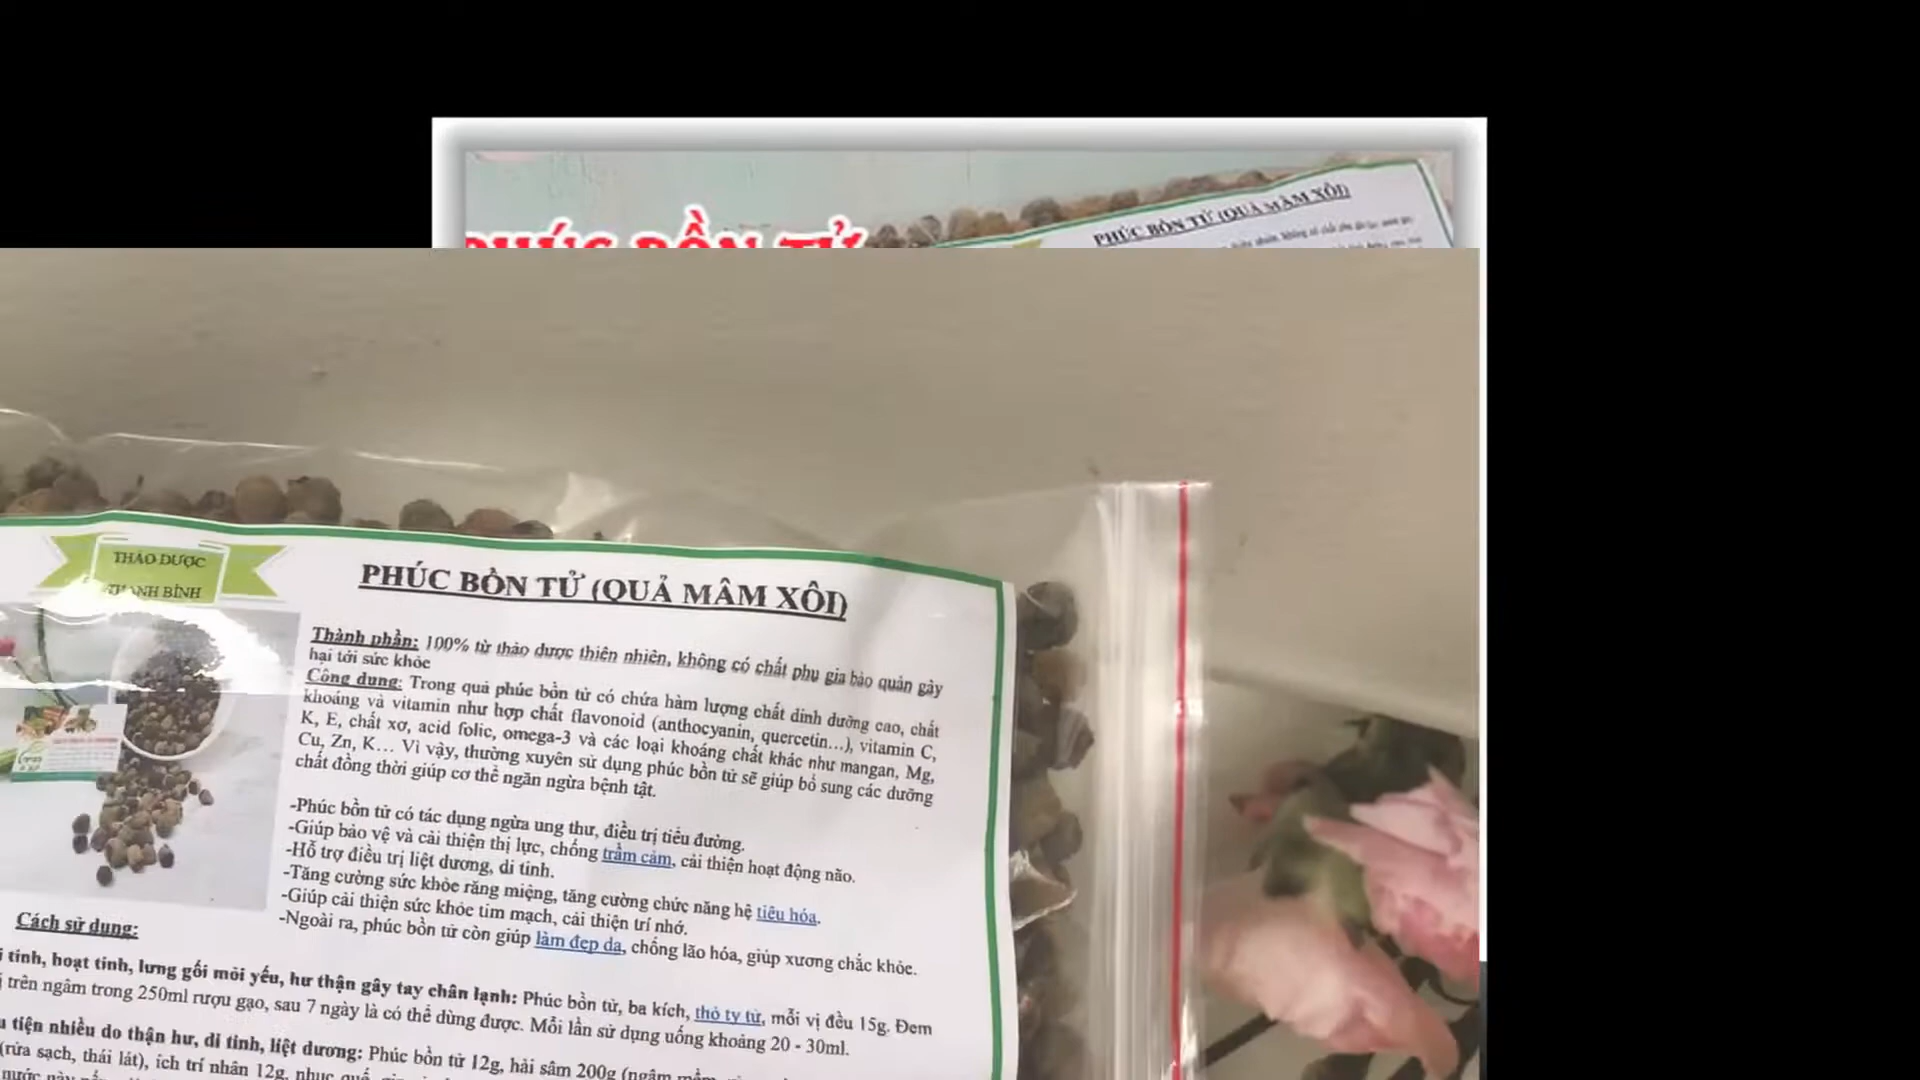 PHÚC BỒN TỬ
PHÚC BỒN TỬ (QUẢ MÂM XÔI)
THẢO DƯỢC
THANH BÌNH
PHÚC BỒN TỬ (QUẢ MÂM XÔI)
Thành phần: 100% từ thảo dược thiên nhiên, không có chất phụ gia bảo quản gây
hại tới sức khỏe
Công dụng: Trong quả phúc bồn tử có chứa hàm lượng chất dinh dưỡng cao, chất
khoáng và vitamin như hợp chất flavonoid (anthocyanin, quercetin...), vitamin C,
K, E, chất xơ, acid folic, omega-3 và các loại khoáng chất khác như mangan, Mg,
Cu, Zn, K… Vì vậy, thường xuyên sử dụng phúc bồn tử sẽ giúp bổ sung các dưỡng
chất đồng thời giúp cơ thể ngăn ngừa bệnh tật.
-Phúc bồn tử có tác dụng ngừa ung thư, điều trị tiểu đường.
-Giúp bảo vệ và cải thiện thị lực, chống trầm cảm, cải thiện hoạt động não.
-Hỗ trợ điều trị liệt dương, di tinh.
-Tăng cường sức khỏe răng miệng, tăng cường chức năng hệ tiêu hóa.
-Giúp cải thiện sức khỏe tim mạch, cải thiện trí nhớ.
-Ngoài ra, phúc bồn tử còn giúp làm đẹp da, chống lão hóa, giúp xương chắc khỏe.
Cách sử dụng:
tinh, hoạt tinh, lưng gối mỏi yếu, hư thận gây tay chân lạnh: Phúc bồn tử, ba kích, thỏ ty tử, mỗi vị đều 15g. Đem
trên ngâm trong 250ml rượu gạo, sau 7 ngày là có thể dùng được. Mỗi lần sử dụng uống khoảng 20 - 30ml.
tiện nhiều do thận hư, di tinh, liệt dương: Phúc bồn tử 12g, hải sâm 200g (ngâm mềm,
(rửa sạch, thái lát), ích trí nhân 12g, nhục
nước này